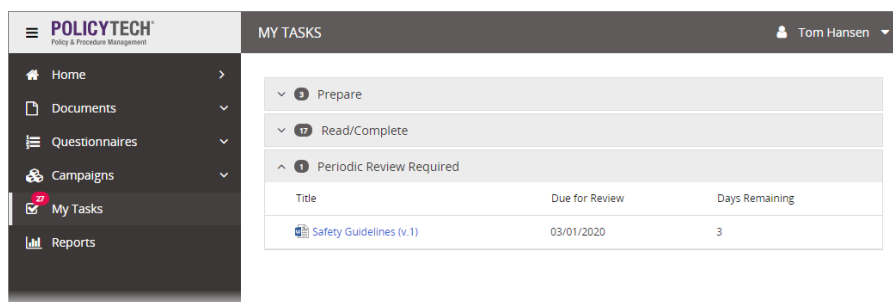 POLICYTECH®
Policy & Procedure Management
MY TASKS
Tom Hansen
Home
Documents
Questionnaires
Campaigns
27
My Tasks
Reports
3 Prepare
17 Read/Complete
1 Periodic Review Required
Title Due for Review Days Remaining
Safety Guidelines (v.1) 03/01/2020 3